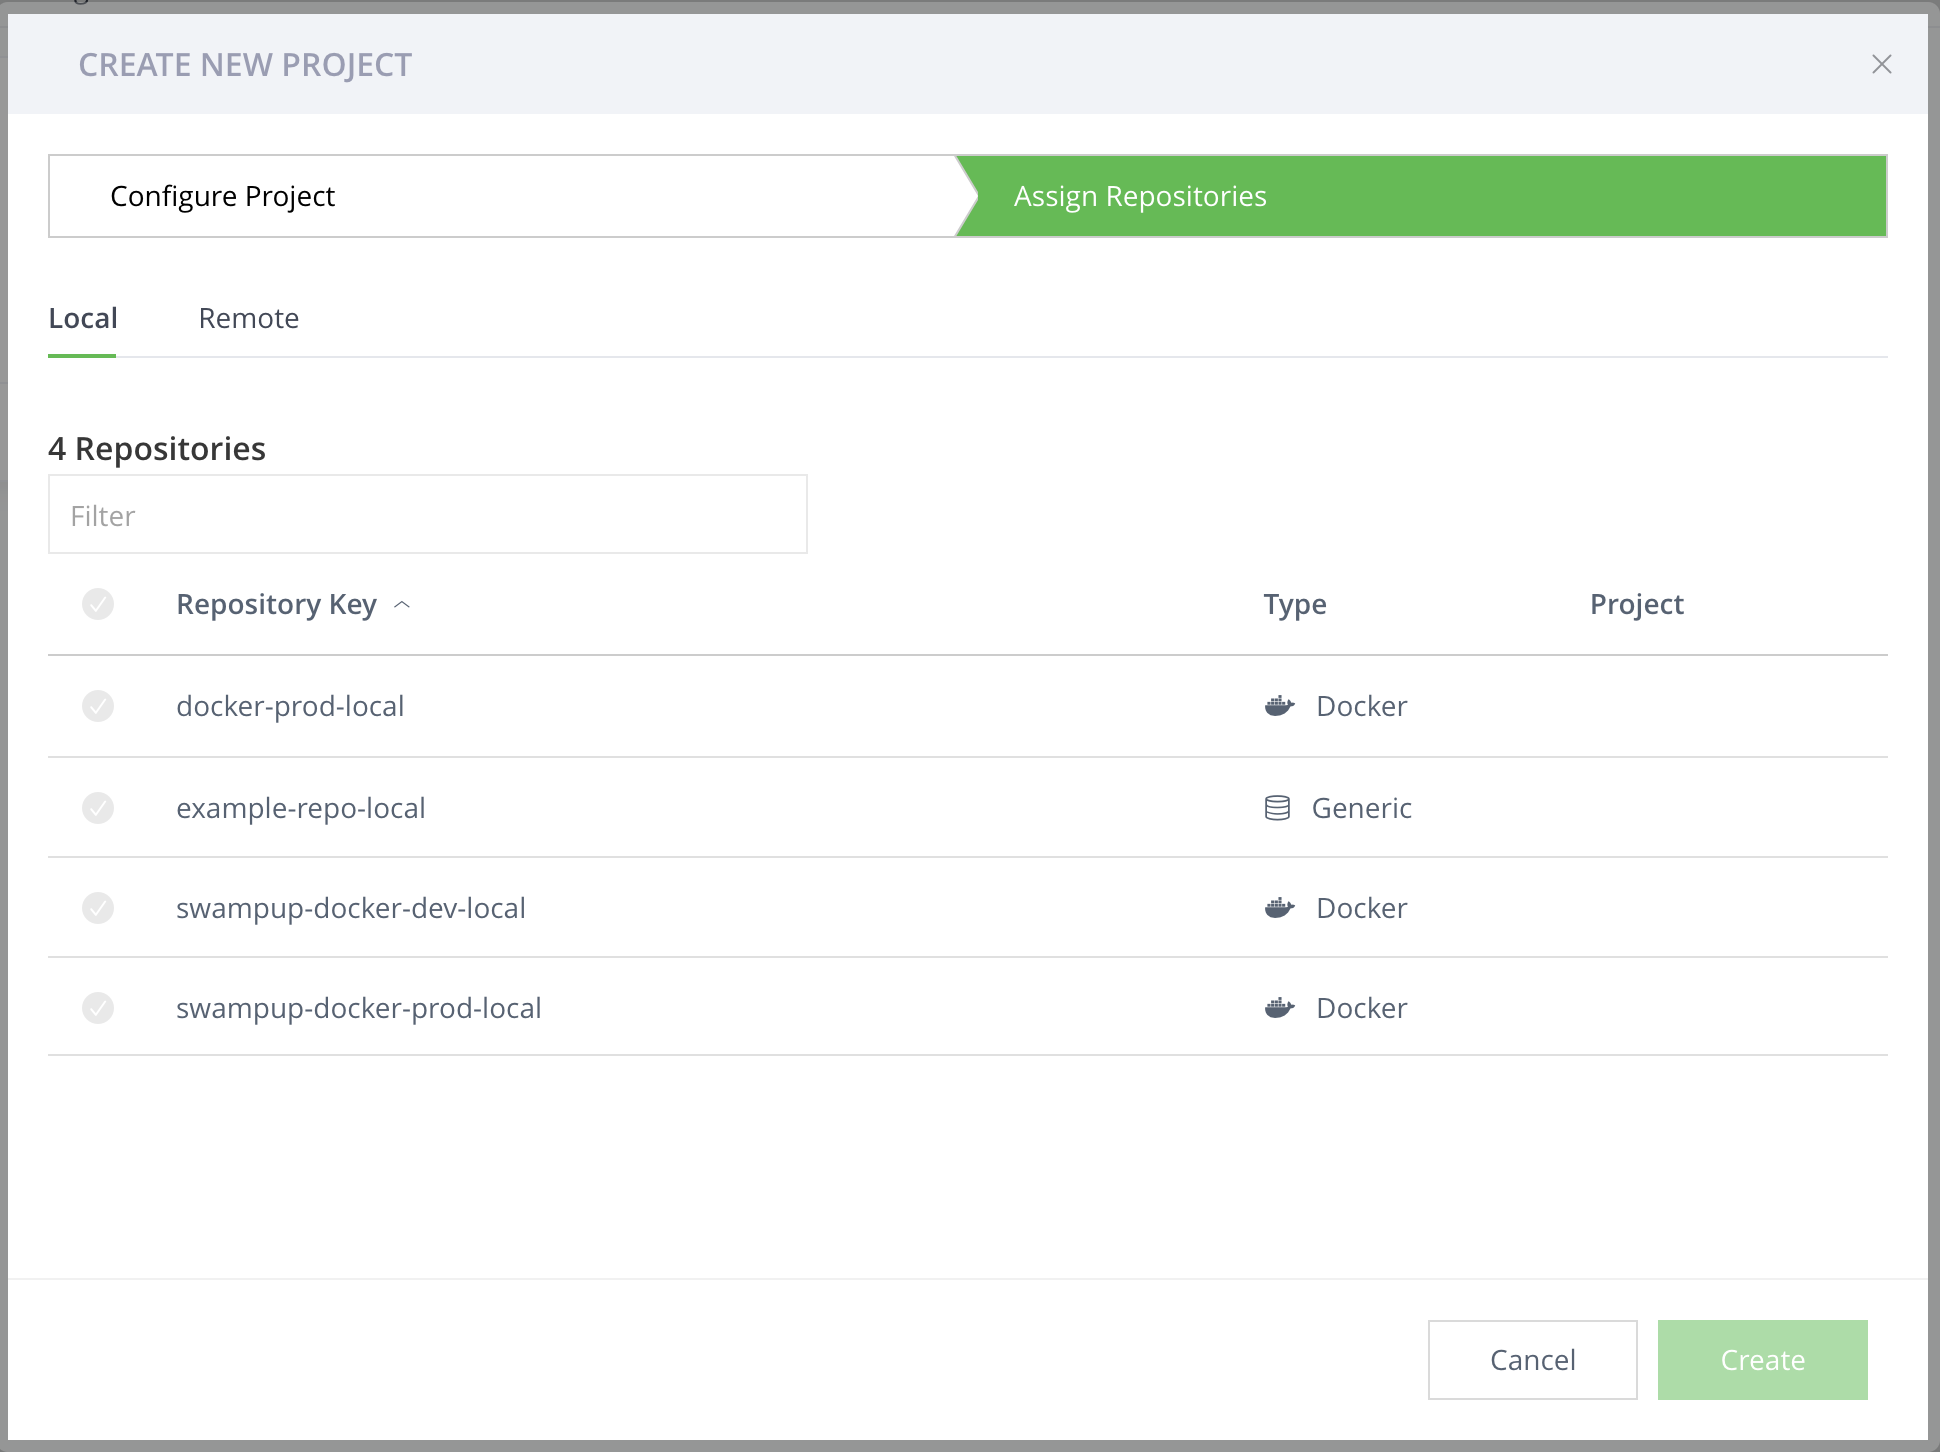 CREATE NEW PROJECT
Configure Project
Assign Repositories
Local Remote
4 Repositories
Filter
Repository Key Type Project
docker-prod-local Docker
example-repo-local Generic
swampup-docker-dev-local Docker
swampup-docker-prod-local Docker
Cancel Create